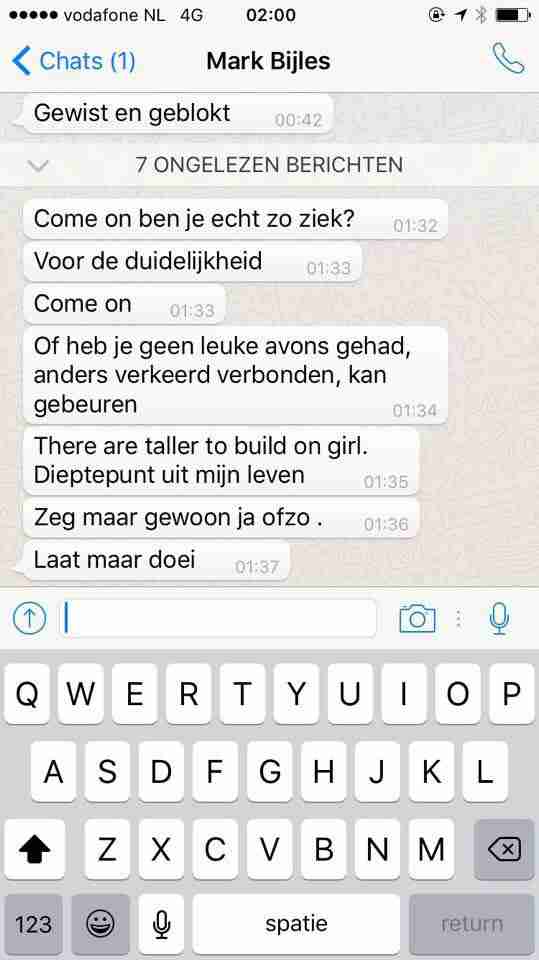 vodafone NL 4G 02:00
Chats (1) Mark Bijles
Gewist en geblokt 00:42
7 ONGELEZEN BERICHTEN
Come on ben je echt zo ziek? 01:32
Voor de duidelijkheid 01:33
Come on 01:33
Of heb je geen leuke avons gehad,
anders verkeerd verbonden, kan
gebeuren 01:34
There are taller to build on girl.
Dieptepunt uit mijn leven 01:35
Zeg maar gewoon ja ofzo . 01:36
Laat maar doei 01:37
Q W E R T Y U I O P
A S D F G H J K L
Z X C V B N M
123 spatie return